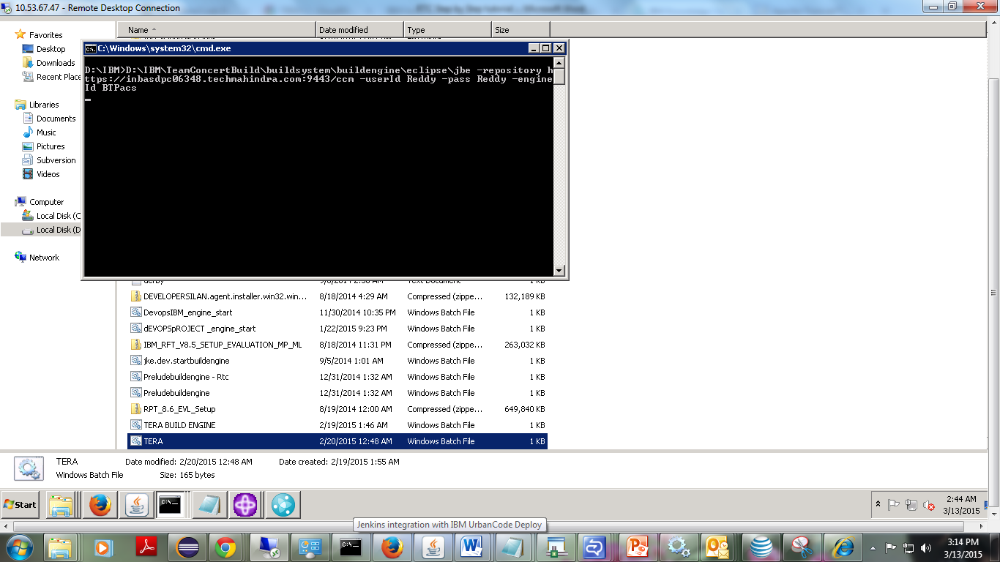 10.53.67.47 - Remote Desktop Connection
Name Date modified Type Size
Favorites
Desktop
Downloads
Recent Place
Libraries
Documents
Music
Pictures
Subversion
Videos
Computer
Local Disk (C
Local Disk (D
Network
C:\Windows\system32\cmd.exe
D:\IBM>D:\IBM\TeamConcertBuild\buildsystem\buildengine\eclipse\jbe -repository h
ttps://inbasdpc06348.techmahindra.com:9443/ccm -userId Reddy -pass Reddy -engine
Id BTPacs
DEVELOPERSILAN.agent.installer.win32.win... 8/18/2014 4:29 AM Compressed (zippe... 132,189 KB
DevopsIBM_engine_start 11/30/2014 10:35 PM Windows Batch File 1 KB
dEVOPSpROJECT _engine_start 1/22/2015 9:23 PM Windows Batch File 1 KB
IBM_RFT_V8.5_SETUP_EVALUATION_MP_ML 8/18/2014 11:31 PM Compressed (zippe... 263,032 KB
jke.dev.startbuildengine 9/5/2014 1:01 AM Windows Batch File 1 KB
Preludebuildengine - Rtc 12/31/2014 1:32 AM Windows Batch File 1 KB
Preludebuildengine 12/31/2014 1:32 AM Windows Batch File 1 KB
RPT_8.6_EVL_Setup 8/19/2014 12:00 AM Compressed (zippe... 649,840 KB
TERA BUILD ENGINE 2/19/2015 1:46 AM Windows Batch File 1 KB
TERA 2/20/2015 12:48 AM Windows Batch File 1 KB
TERA Date modified: 2/20/2015 12:48 AM Date created: 2/19/2015 1:55 AM
Windows Batch File Size: 165 bytes
Start
2:44 AM
3/13/2015
Jenkins integration with IBM UrbanCode Deploy
3:14 PM
3/13/2015